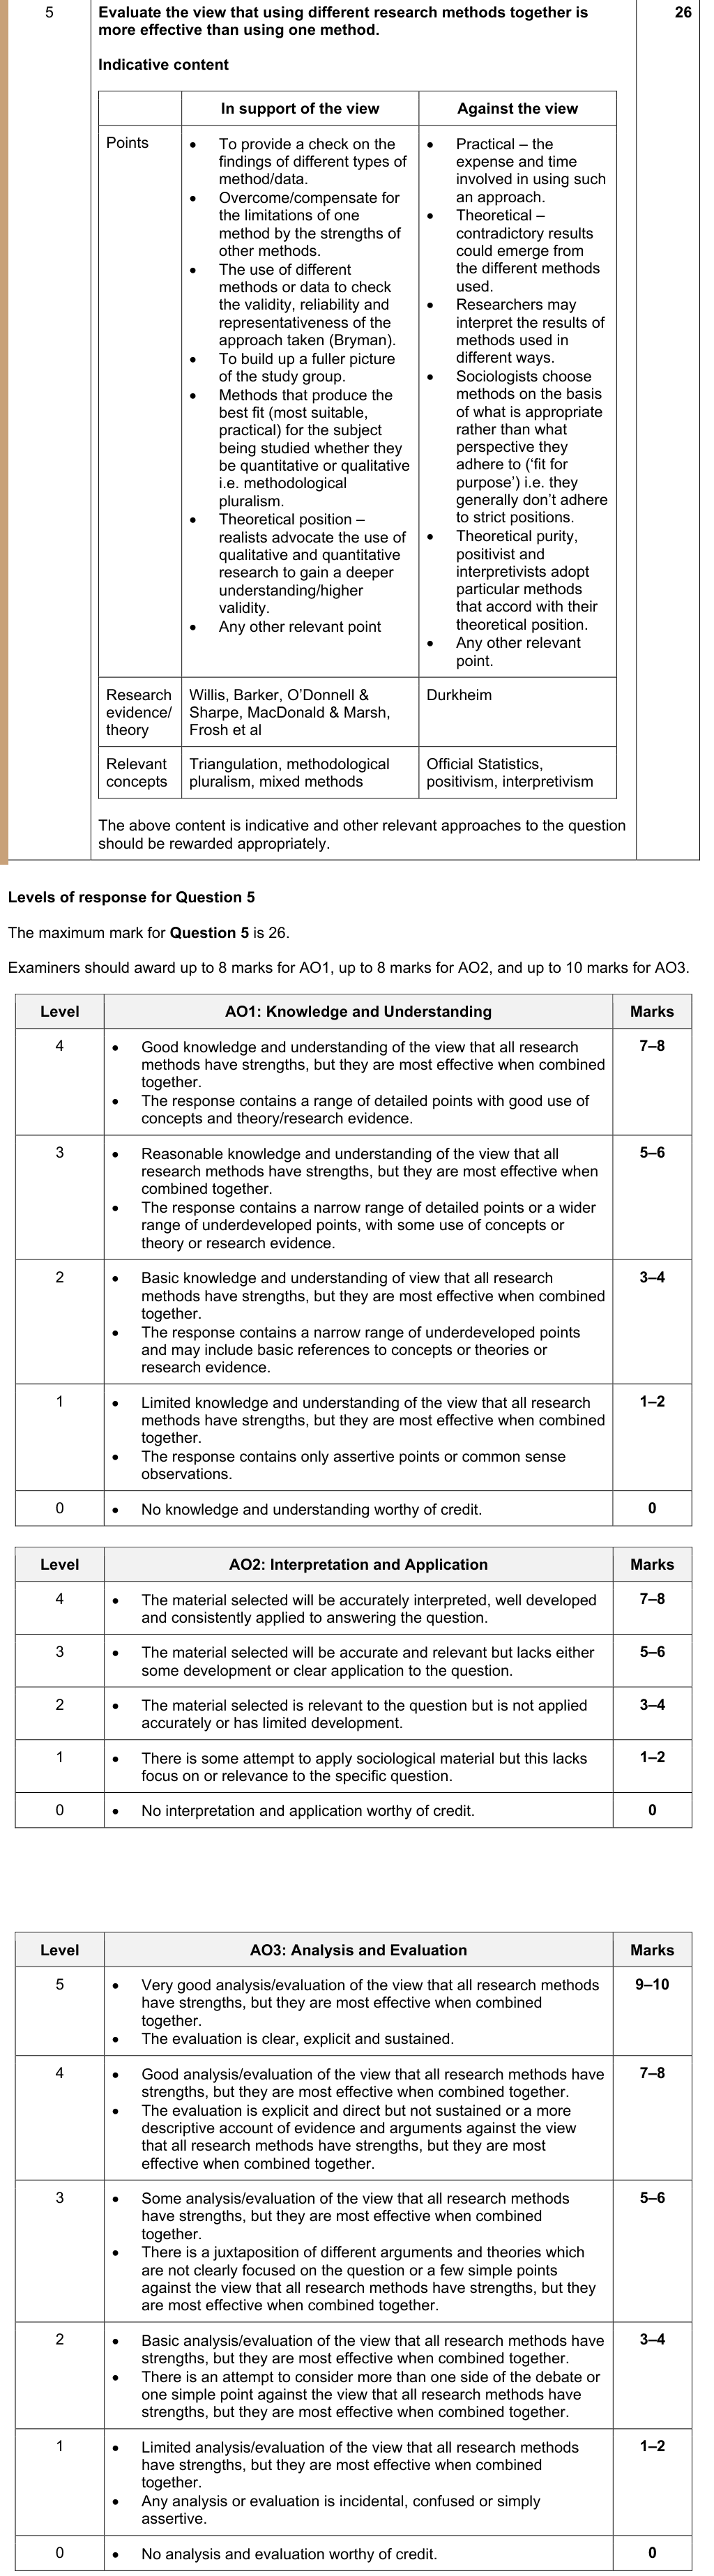 5
Evaluate the view that using different research methods together is
more effective than using one method.
26
Indicative content
In support of the view
Against the view
Points
• To provide a check on the
findings of different types of
method/data.
• Overcome/compensate for
the limitations of one
method by the strengths of
other methods.
• The use of different
methods or data to check
the validity, reliability and
representativeness of the
approach taken (Bryman).
• To build up a fuller picture
of the study group.
• Methods that produce the
best fit (most suitable,
practical) for the subject
being studied whether they
be quantitative or qualitative
i.e. methodological
pluralism.
• Theoretical position –
realists advocate the use of
qualitative and quantitative
research to gain a deeper
understanding/higher
validity.
• Any other relevant point
• Practical – the
expense and time
involved in using such
an approach.
• Theoretical –
contradictory results
could emerge from
the different methods
used.
• Researchers may
interpret the results of
methods used in
different ways.
• Sociologists choose
methods on the basis
of what is appropriate
rather than what
perspective they
adhere to (‘fit for
purpose’) i.e. they
generally don’t adhere
to strict positions.
• Theoretical purity,
positivist and
interpretivists adopt
particular methods
that accord with their
theoretical position.
• Any other relevant
point.
Research
evidence/
theory
Willis, Barker, O’Donnell &
Sharpe, MacDonald & Marsh,
Frosh et al
Durkheim
Relevant
concepts
Triangulation, methodological
pluralism, mixed methods
Official Statistics,
positivism, interpretivism
The above content is indicative and other relevant approaches to the question
should be rewarded appropriately.
Levels of response for Question 5
The maximum mark for Question 5 is 26.
Examiners should award up to 8 marks for AO1, up to 8 marks for AO2, and up to 10 marks for AO3.
Level AO1: Knowledge and Understanding Marks
4 • Good knowledge and understanding of the view that all research 7–8
methods have strengths, but they are most effective when combined
together.
• The response contains a range of detailed points with good use of
concepts and theory/research evidence.
3 • Reasonable knowledge and understanding of the view that all 5–6
research methods have strengths, but they are most effective when
combined together.
• The response contains a narrow range of detailed points or a wider
range of underdeveloped points, with some use of concepts or
theory or research evidence.
2 • Basic knowledge and understanding of view that all research 3–4
methods have strengths, but they are most effective when combined
together.
• The response contains a narrow range of underdeveloped points
and may include basic references to concepts or theories or
research evidence.
1 • Limited knowledge and understanding of the view that all research 1–2
methods have strengths, but they are most effective when combined
together.
• The response contains only assertive points or common sense
observations.
0 • No knowledge and understanding worthy of credit. 0
Level AO2: Interpretation and Application Marks
4 • The material selected will be accurately interpreted, well developed 7–8
and consistently applied to answering the question.
3 • The material selected will be accurate and relevant but lacks either 5–6
some development or clear application to the question.
2 • The material selected is relevant to the question but is not applied 3–4
accurately or has limited development.
1 • There is some attempt to apply sociological material but this lacks 1–2
focus on or relevance to the specific question.
0 • No interpretation and application worthy of credit. 0
Level AO3: Analysis and Evaluation Marks
5 • Very good analysis/evaluation of the view that all research methods 9–10
have strengths, but they are most effective when combined
together.
• The evaluation is clear, explicit and sustained.
4 • Good analysis/evaluation of the view that all research methods have 7–8
strengths, but they are most effective when combined together.
• The evaluation is explicit and direct but not sustained or a more
descriptive account of evidence and arguments against the view
that all research methods have strengths, but they are most
effective when combined together.
3 • Some analysis/evaluation of the view that all research methods 5–6
have strengths, but they are most effective when combined
together.
• There is a juxtaposition of different arguments and theories which
are not clearly focused on the question or a few simple points
against the view that all research methods have strengths, but they
are most effective when combined together.
2 • Basic analysis/evaluation of the view that all research methods have 3–4
strengths, but they are most effective when combined together.
• There is an attempt to consider more than one side of the debate or
one simple point against the view that all research methods have
strengths, but they are most effective when combined together.
1 • Limited analysis/evaluation of the view that all research methods 1–2
have strengths, but they are most effective when combined
together.
• Any analysis or evaluation is incidental, confused or simply
assertive.
0 • No analysis and evaluation worthy of credit. 0